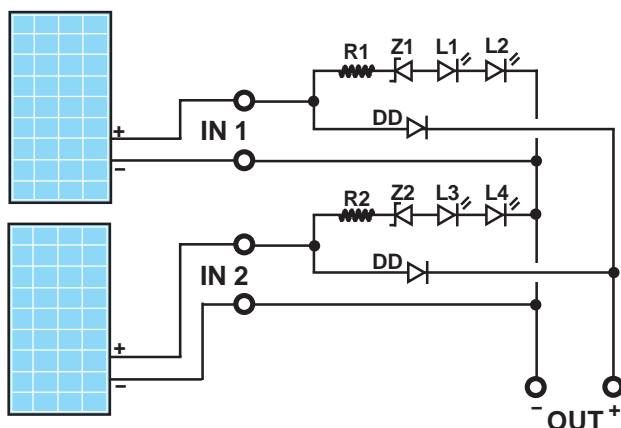 R1 Z1 L1 L2
+ IN 1 DD
–
R2 Z2 L3 L4
IN 2 DD
+
–
– OUT +